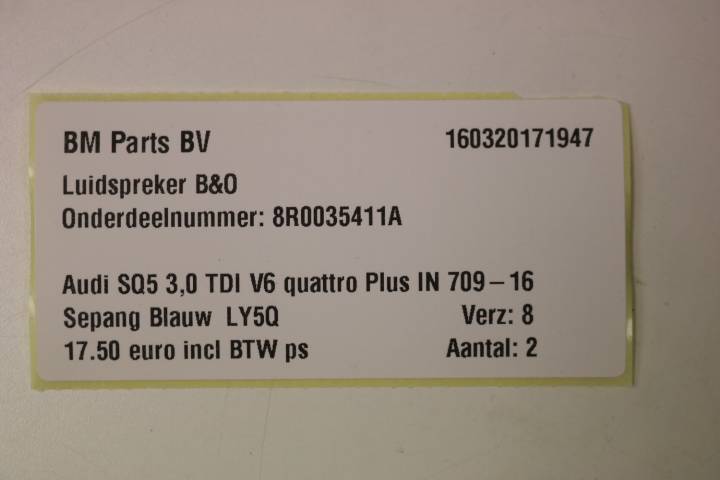 BM Parts BV 160320171947
Luidspreker B&O
Onderdeelnummer: 8R0035411A
Audi SQ5 3,0 TDI V6 quattro Plus IN 709 – 16
Sepang Blauw LY5Q Verz: 8
17.50 euro incl BTW ps Aantal: 2